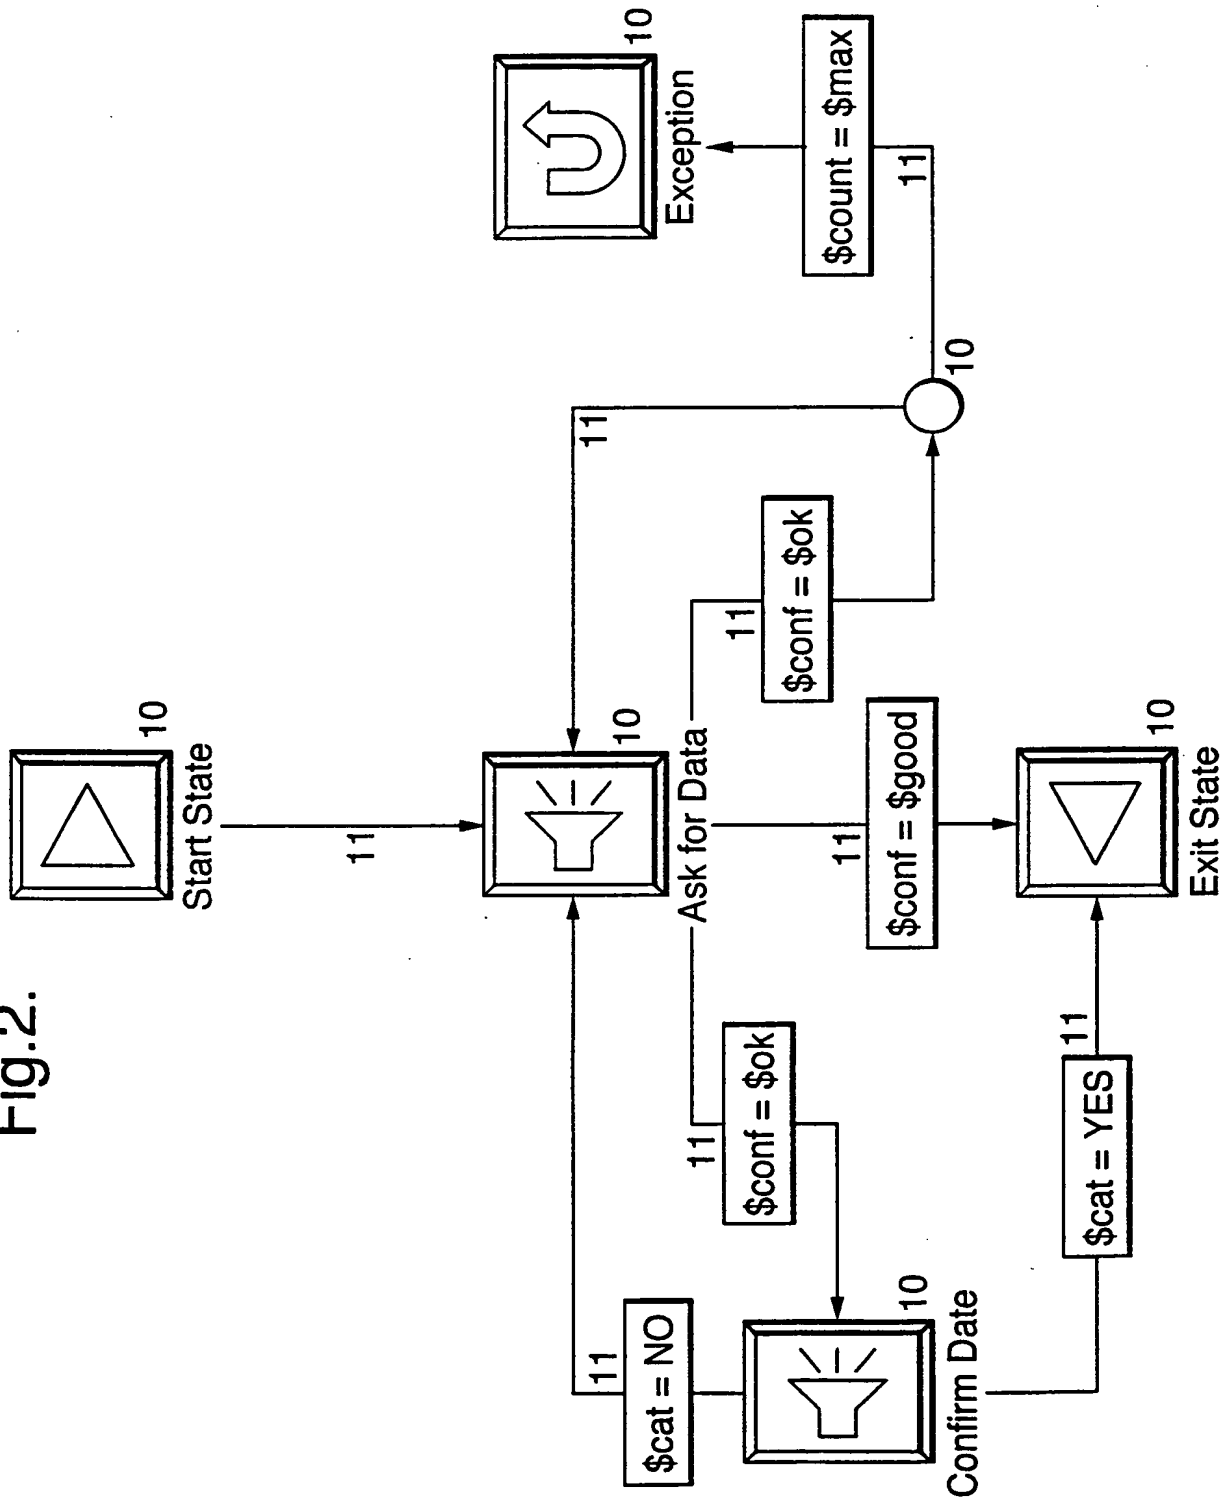 Fig.2.
10
Start State
11
10
Ask for Data
11
11
$cat = NO
11
$conf = $ok
11
$conf = $good
11
$conf = $ok
10
Confirm Date
11
$cat = YES
10
Exit State
10
11
$count = $max
10
Exception